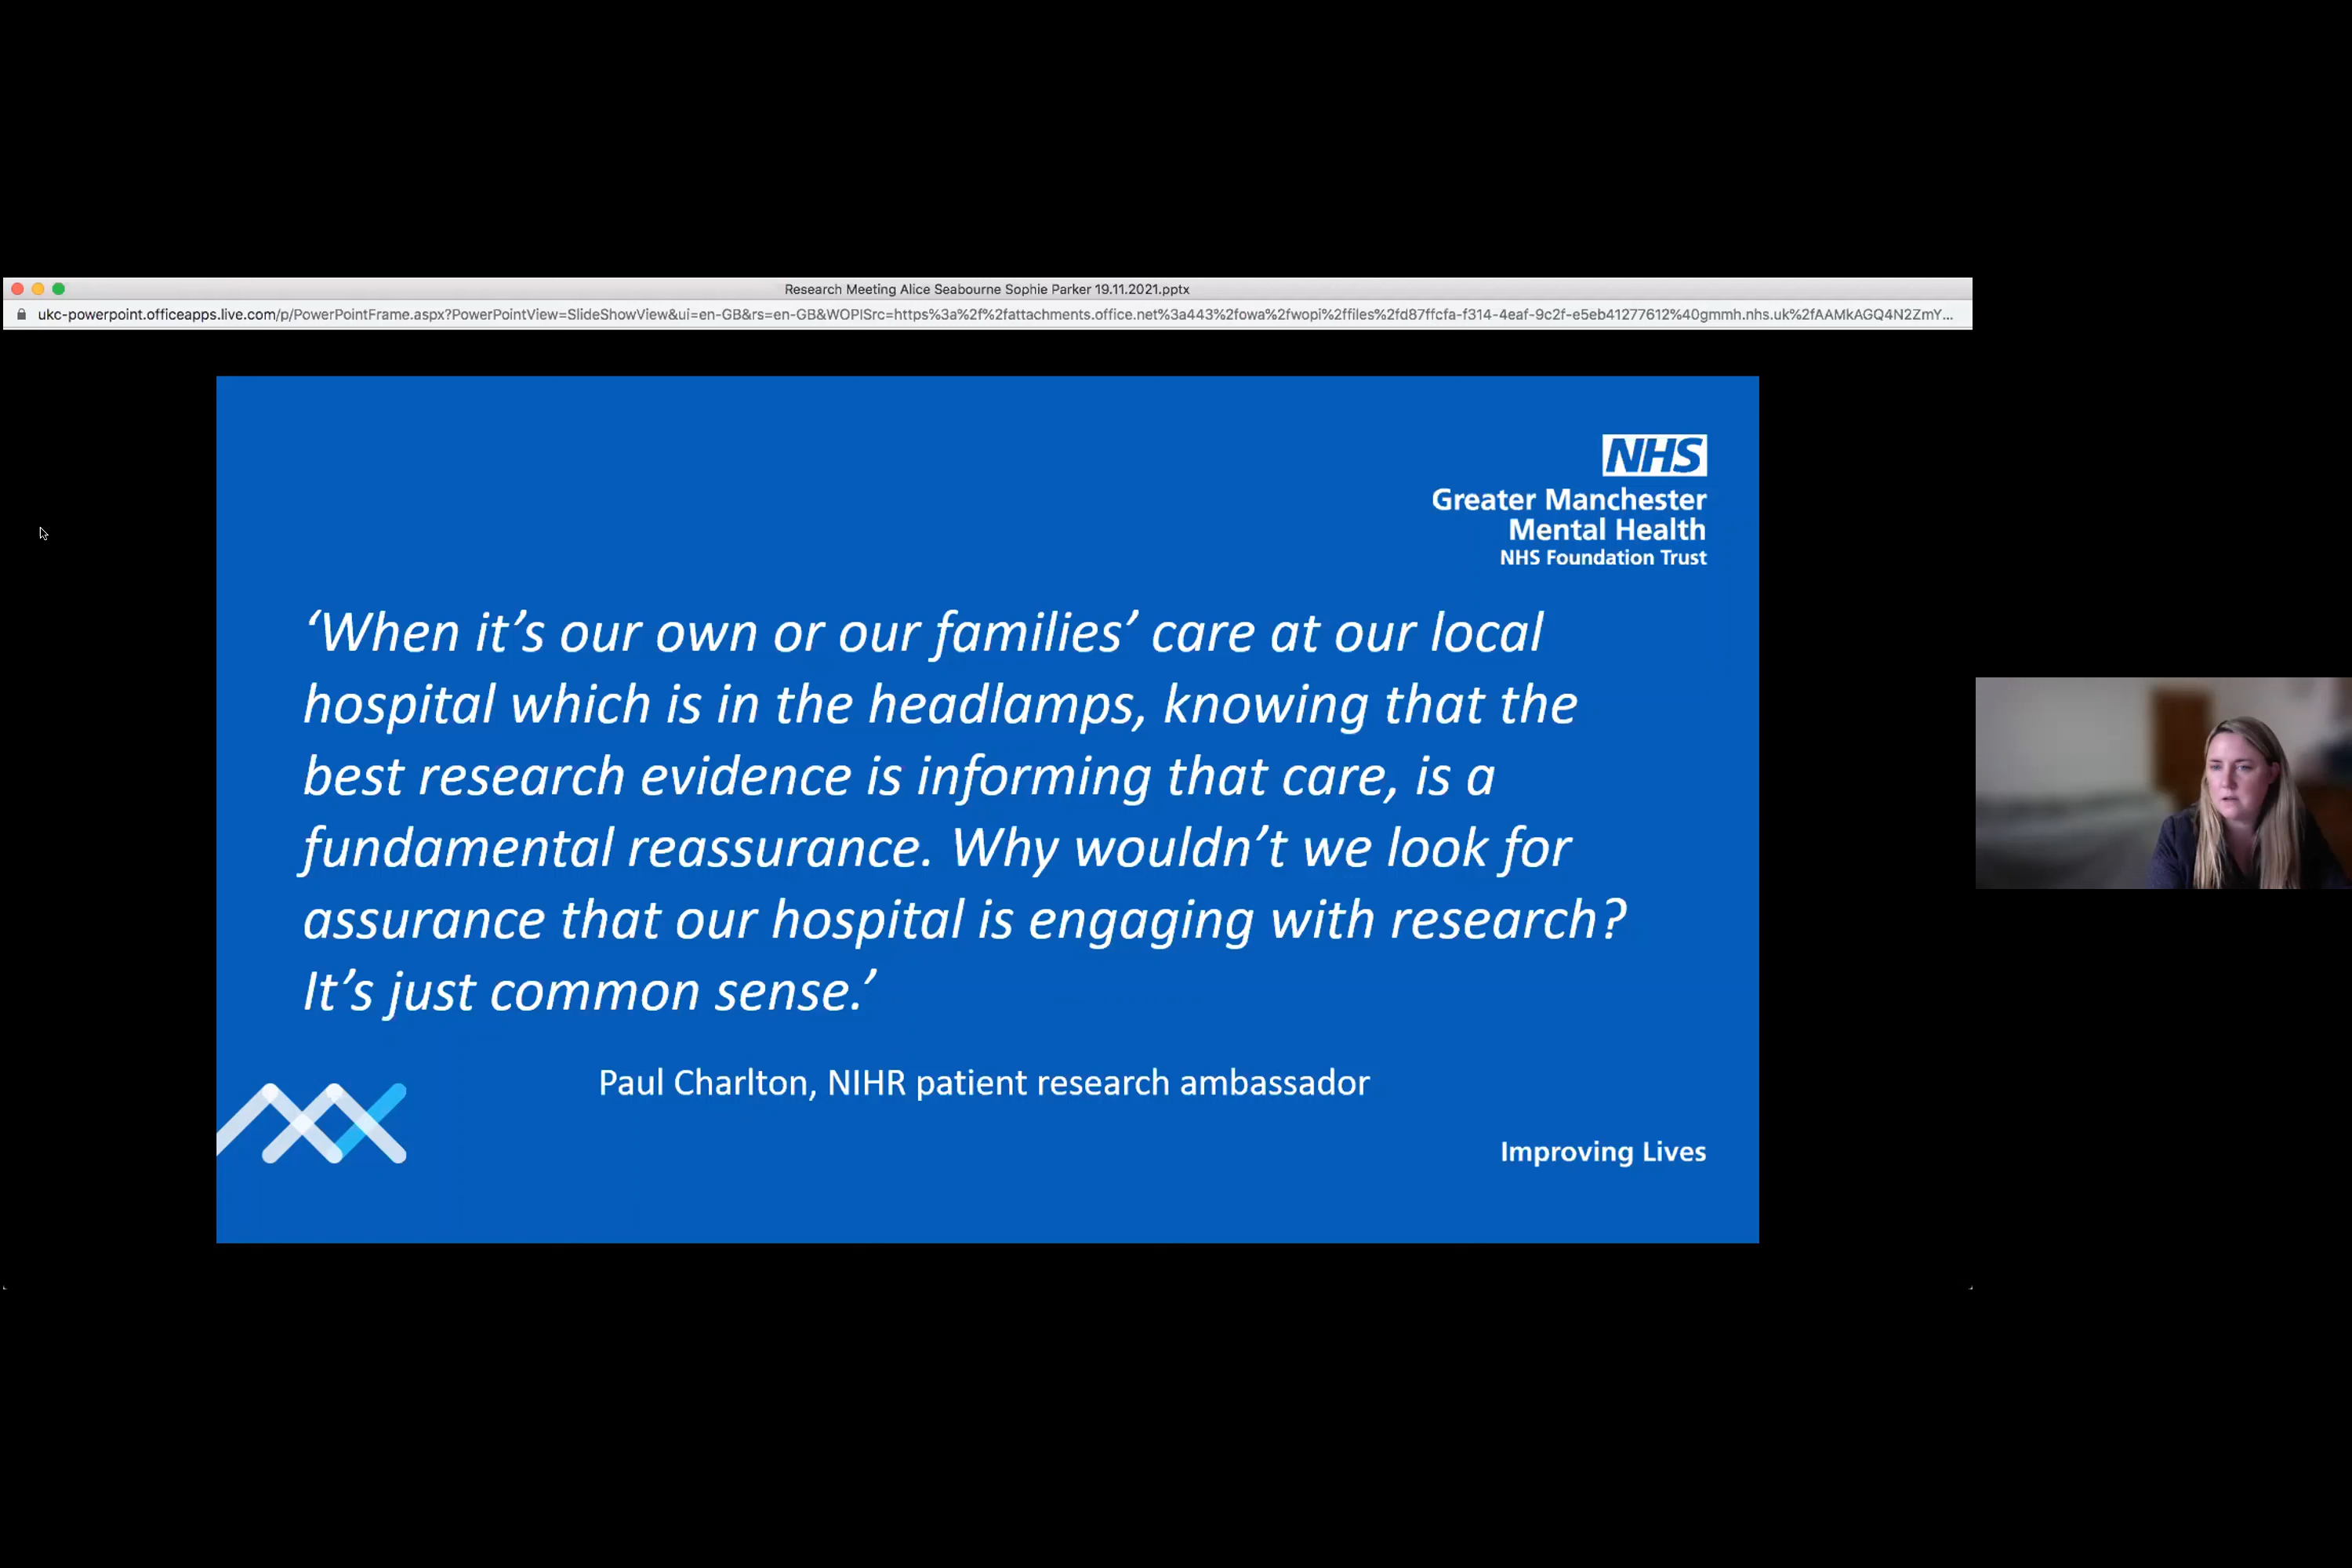 Research Meeting Alice Seabourne Sophie Parker 19.11.2021.pptx
ukc-powerpoint.officeapps.live.com/p/PowerPointFrame.aspx?PowerPointView=SlideShowView&ui=en-GB&rs=en-GB&WOPISrc=https%3a%2f%2fattachments.office.net%3a443%2fowa%2fwopi%2ffiles%2fd87ffcfa-f314-4eaf-9c2f-e5eb41277612%40gmmh.nhs.uk%2fAAMkAGQ4N2ZmY...
NHS
Greater Manchester
Mental Health
NHS Foundation Trust
‘When it’s our own or our families’ care at our local
hospital which is in the headlamps, knowing that the
best research evidence is informing that care, is a
fundamental reassurance. Why wouldn’t we look for
assurance that our hospital is engaging with research?
It’s just common sense.’
Paul Charlton, NIHR patient research ambassador
Improving Lives